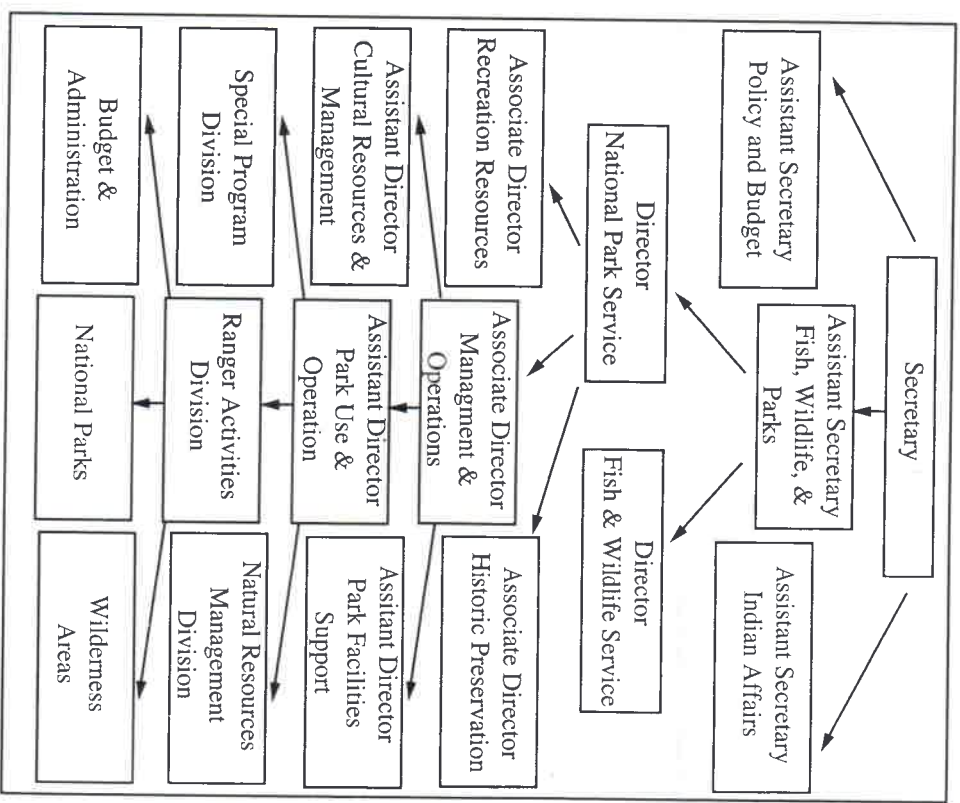 Secretary
Assistant Secretary
Policy and Budget
Assistant Secretary
Fish, Wildlife, &
Parks
Assistant Secretary
Indian Affairs
Director
National Park Service
Director
Fish & Wildlife Service
Associate Director
Recreation Resources
Associate Director
Managment &
Operations
Associate Director
Historic Preservation
Assistant Director
Cultural Resources &
Management
Assistant Director
Park Use &
Operation
Assitant Director
Park Facilities
Support
Special Program
Division
Ranger Activities
Division
Natural Resources
Management
Division
Budget &
Administration
National Parks
Wilderness
Areas